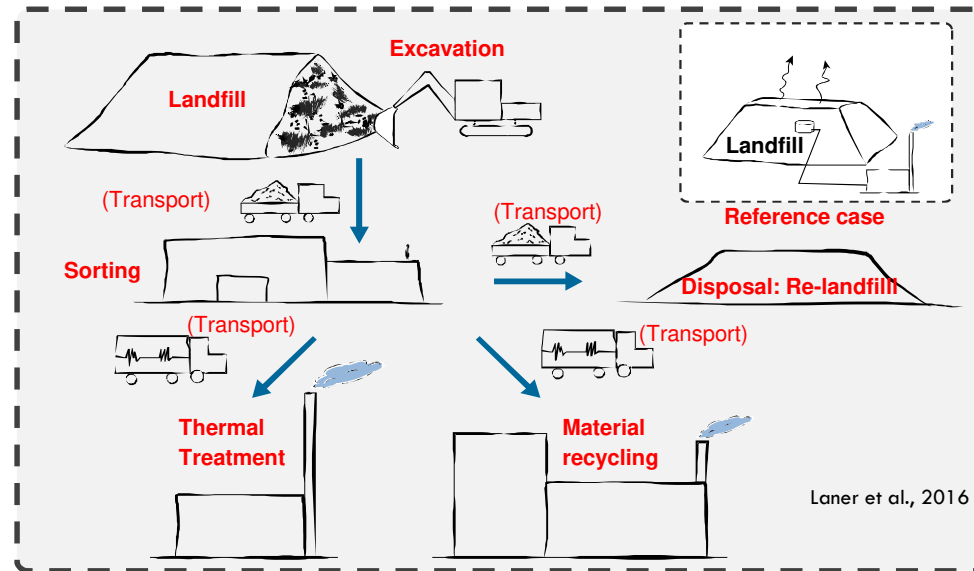 Excavation
Landfill
Landfill
(Transport)
(Transport)
Reference case
Sorting
Disposal: Re-landfilll
(Transport)
(Transport)
Thermal
Treatment
Material
recycling
Laner et al., 2016